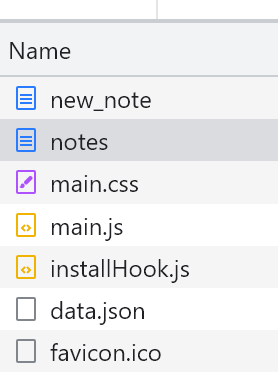 Name
new_note
notes
main.css
main.js
installHook.js
data.json
favicon.ico